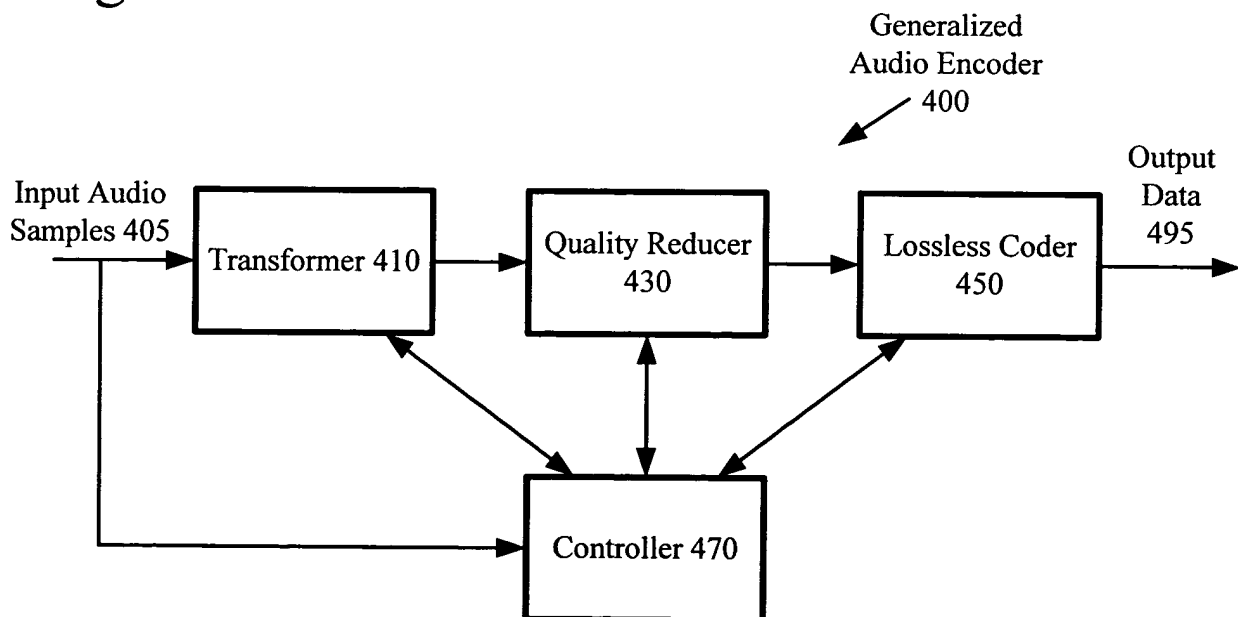 Generalized
Audio Encoder
400
Input Audio
Samples 405
Transformer 410
Quality Reducer
430
Lossless Coder
450
Output
Data
495
Controller 470